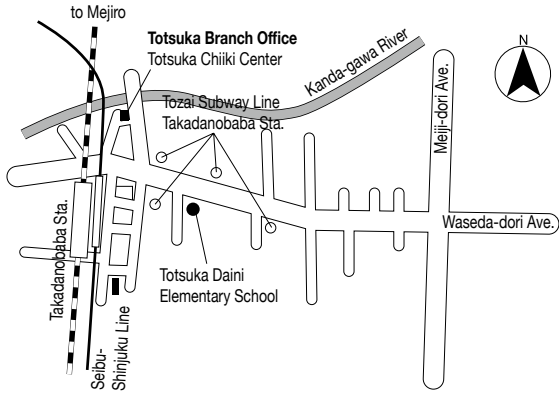 to Mejiro
Totsuka Branch Office
Totsuka Chiiki Center
Kanda-gawa River
N
Tozai Subway Line
Takadanobaba Sta.
Meiji-dori Ave.
Waseda-dori Ave.
Takadanobaba Sta.
Totsuka Daini
Elementary School
Seibu-
Shinjuku Line